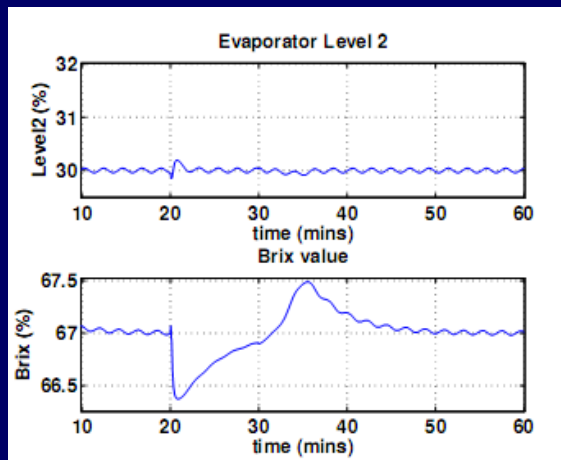 Evaporator Level 2
32
31
30
Level2 (%)
10 20 30 40 50 60
time (mins)
Brix value
67.5
67
66.5
Brix (%)
10 20 30 40 50 60
time (mins)